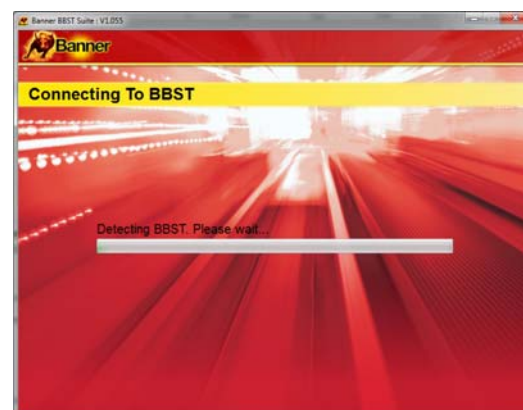 Banner BBST Suite : V1.055
Banner
Connecting To BBST
Detecting BBST. Please wait...